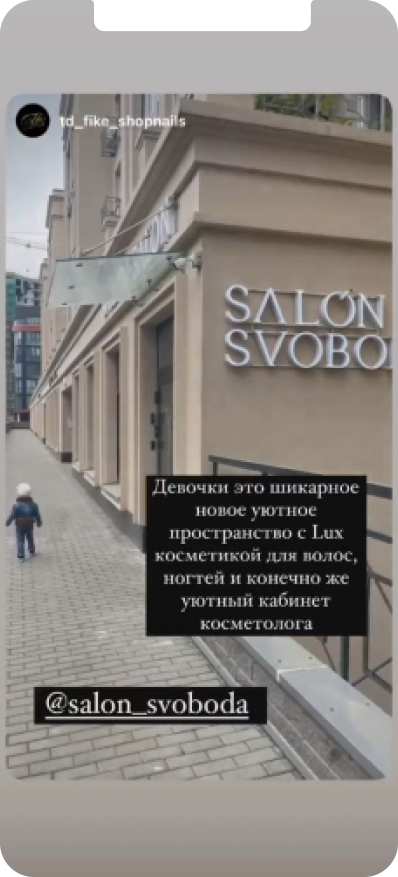 td_fike_shopnails
SALON
SVOBO
Девочки это шикарное
новое уютное
пространство с Lux
косметикой для волос,
ногтей и конечно же
уютный кабинет
косметолога
@salon_svoboda